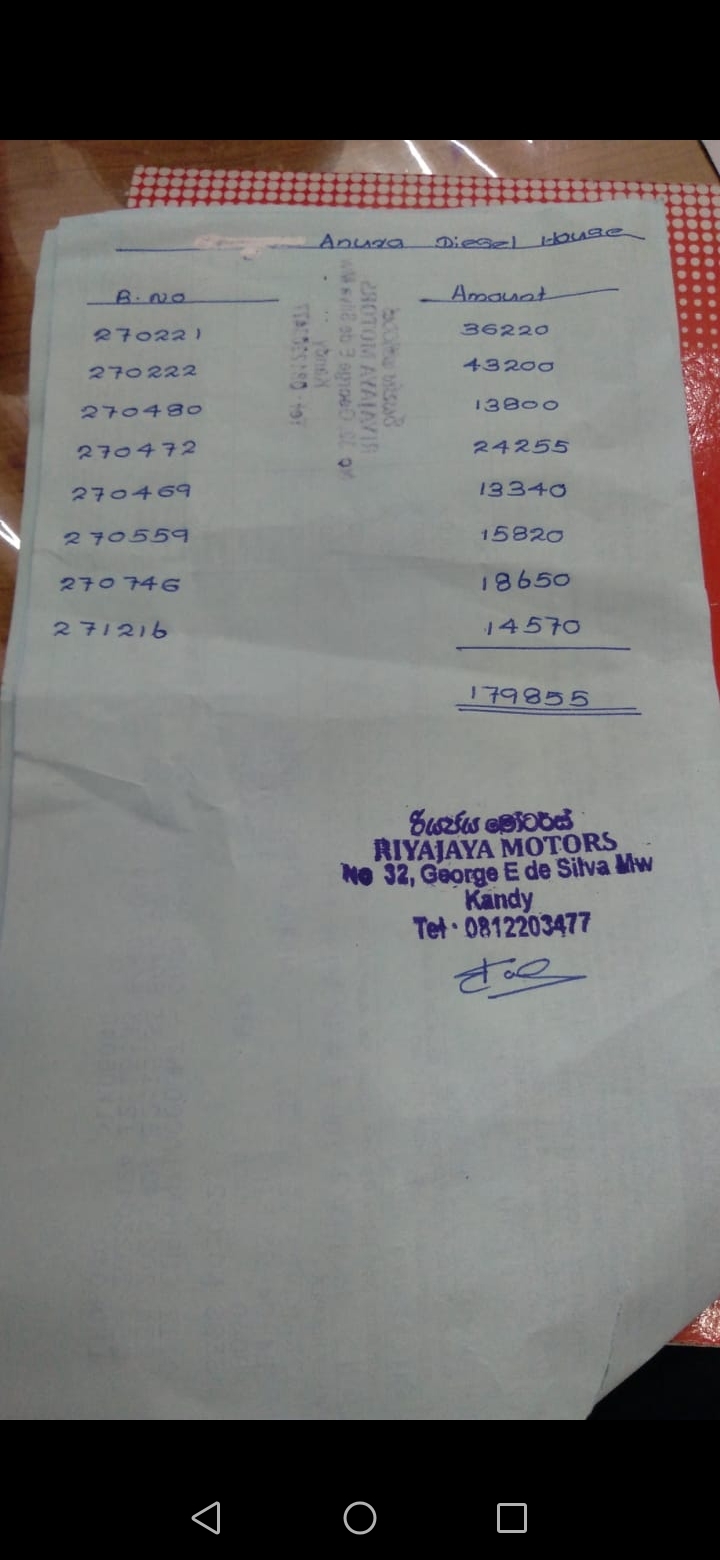 Anura Diesel House
B.NO Amount
270221 36220
270222 43200
270480 13800
270472 24255
270469 13340
270559 15820
270746 18650
271216 14570
179855
රියජය මෝටර්ස්
RIYAJAYA MOTORS
No 32, George E de Silva Mw
Kandy
Tel · 0812203477